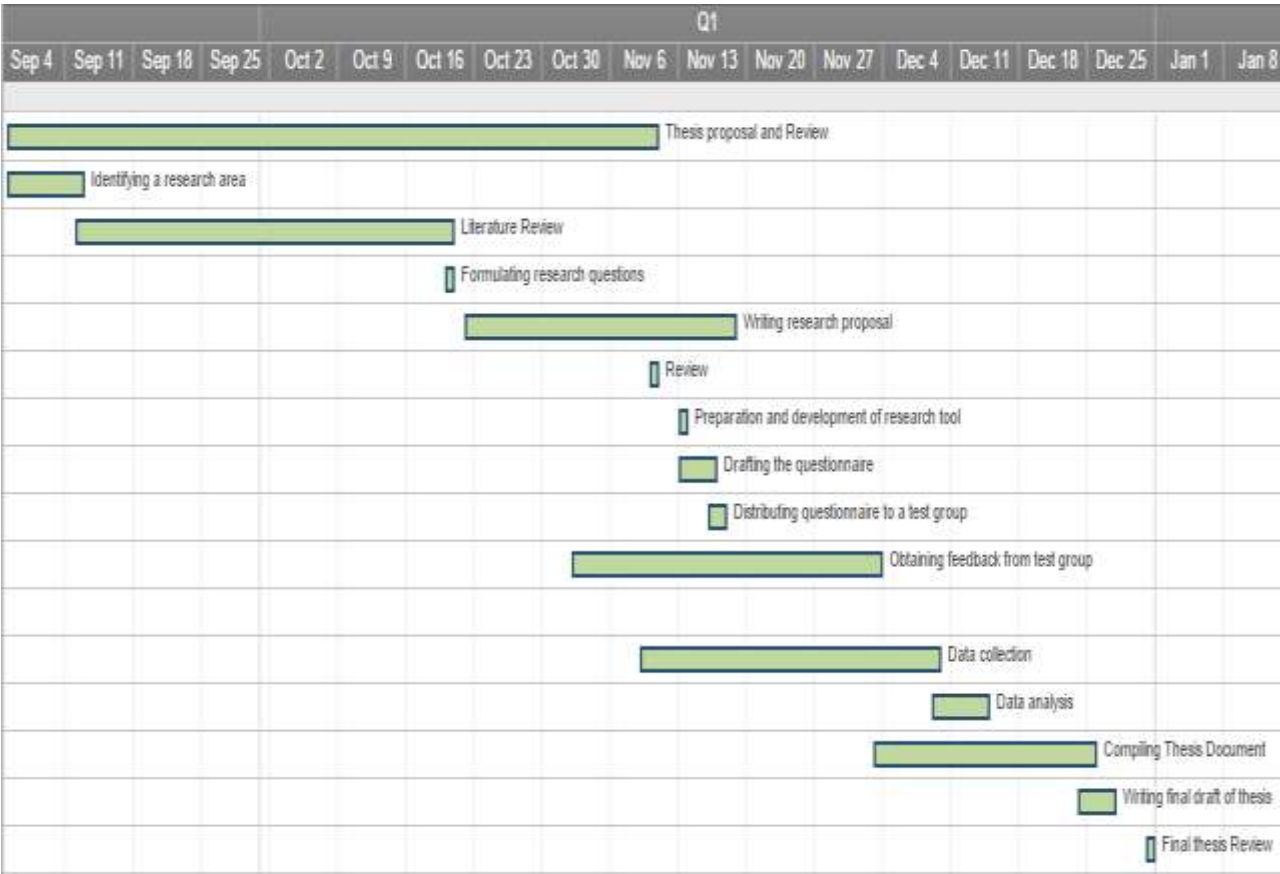 Q1
Sep 4 Sep 11 Sep 18 Sep 25 Oct 2 Oct 9 Oct 16 Oct 23 Oct 30 Nov 6 Nov 13 Nov 20 Nov 27 Dec 4 Dec 11 Dec 18 Dec 25 Jan 1 Jan 8
Thesis proposal and Review
Identifying a research area
Literature Review
Formulating research questions
Writing research proposal
Review
Preparation and development of research tool
Drafting the questionnaire
Distributing questionnaire to a test group
Obtaining feedback from test group
Data collection
Data analysis
Compiling Thesis Document
Writing final draft of thesis
Final thesis Review